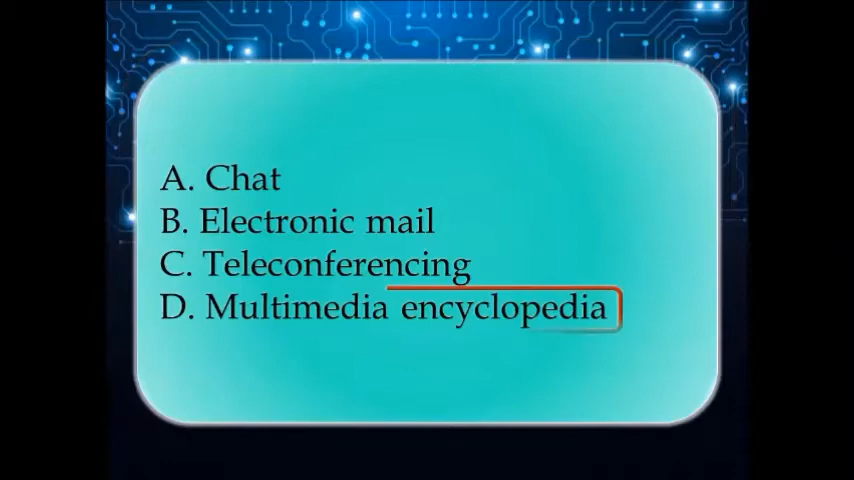 A. Chat
B. Electronic mail
C. Teleconferencing
D. Multimedia encyclopedia